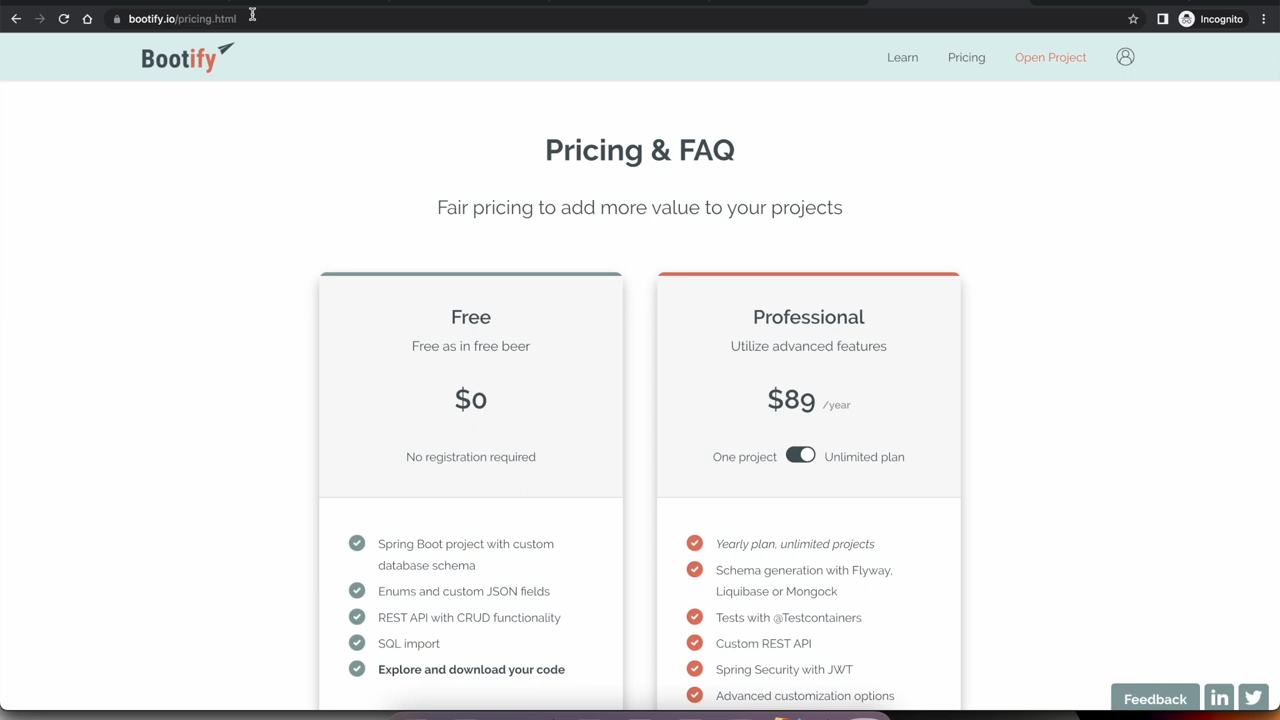 bootify.io/pricing.html
Incognito
Bootify
Learn
Pricing
Open Project
Pricing & FAQ
Fair pricing to add more value to your projects
Free
Free as in free beer
$0
No registration required
Spring Boot project with custom
database schema
Enums and custom JSON fields
REST API with CRUD functionality
SQL import
Explore and download your code
Professional
Utilize advanced features
$89 /year
One project
Unlimited plan
Yearly plan, unlimited projects
Schema generation with Flyway,
Liquibase or Mongock
Tests with @Testcontainers
Custom REST API
Spring Security with JWT
Advanced customization options
Feedback
in